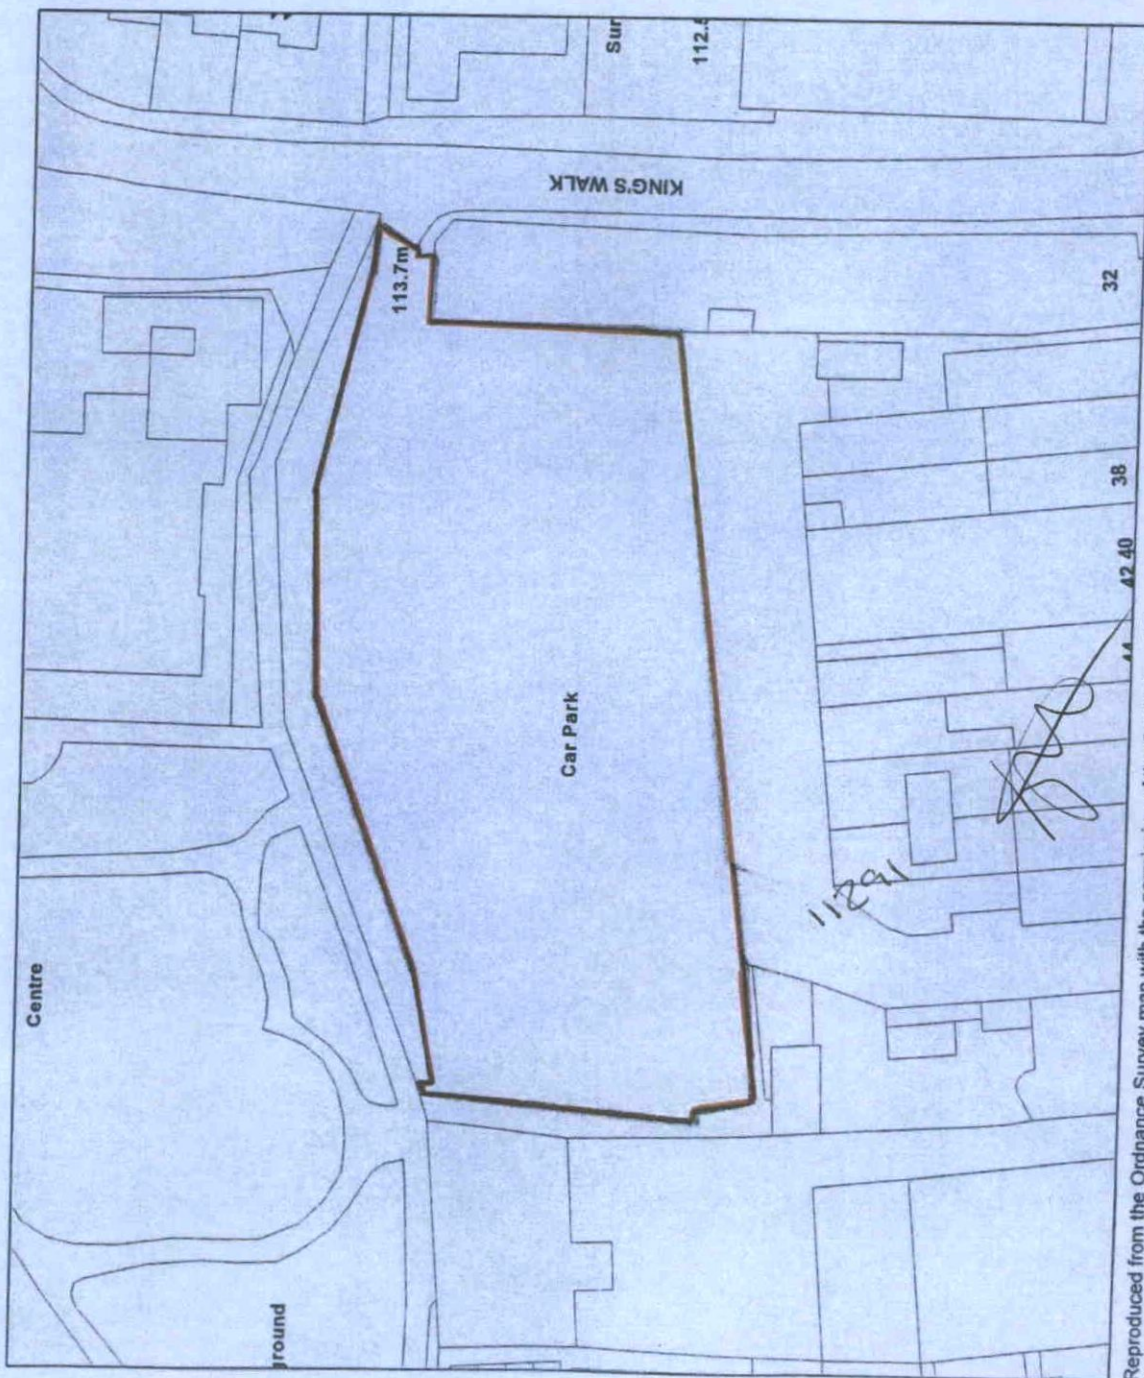 Centre
ground
Car Park
113.7m
KING'S WALK
Sur
112.
32
38
42 40
44
11291
Reproduced from the Ordnance Survey map with the